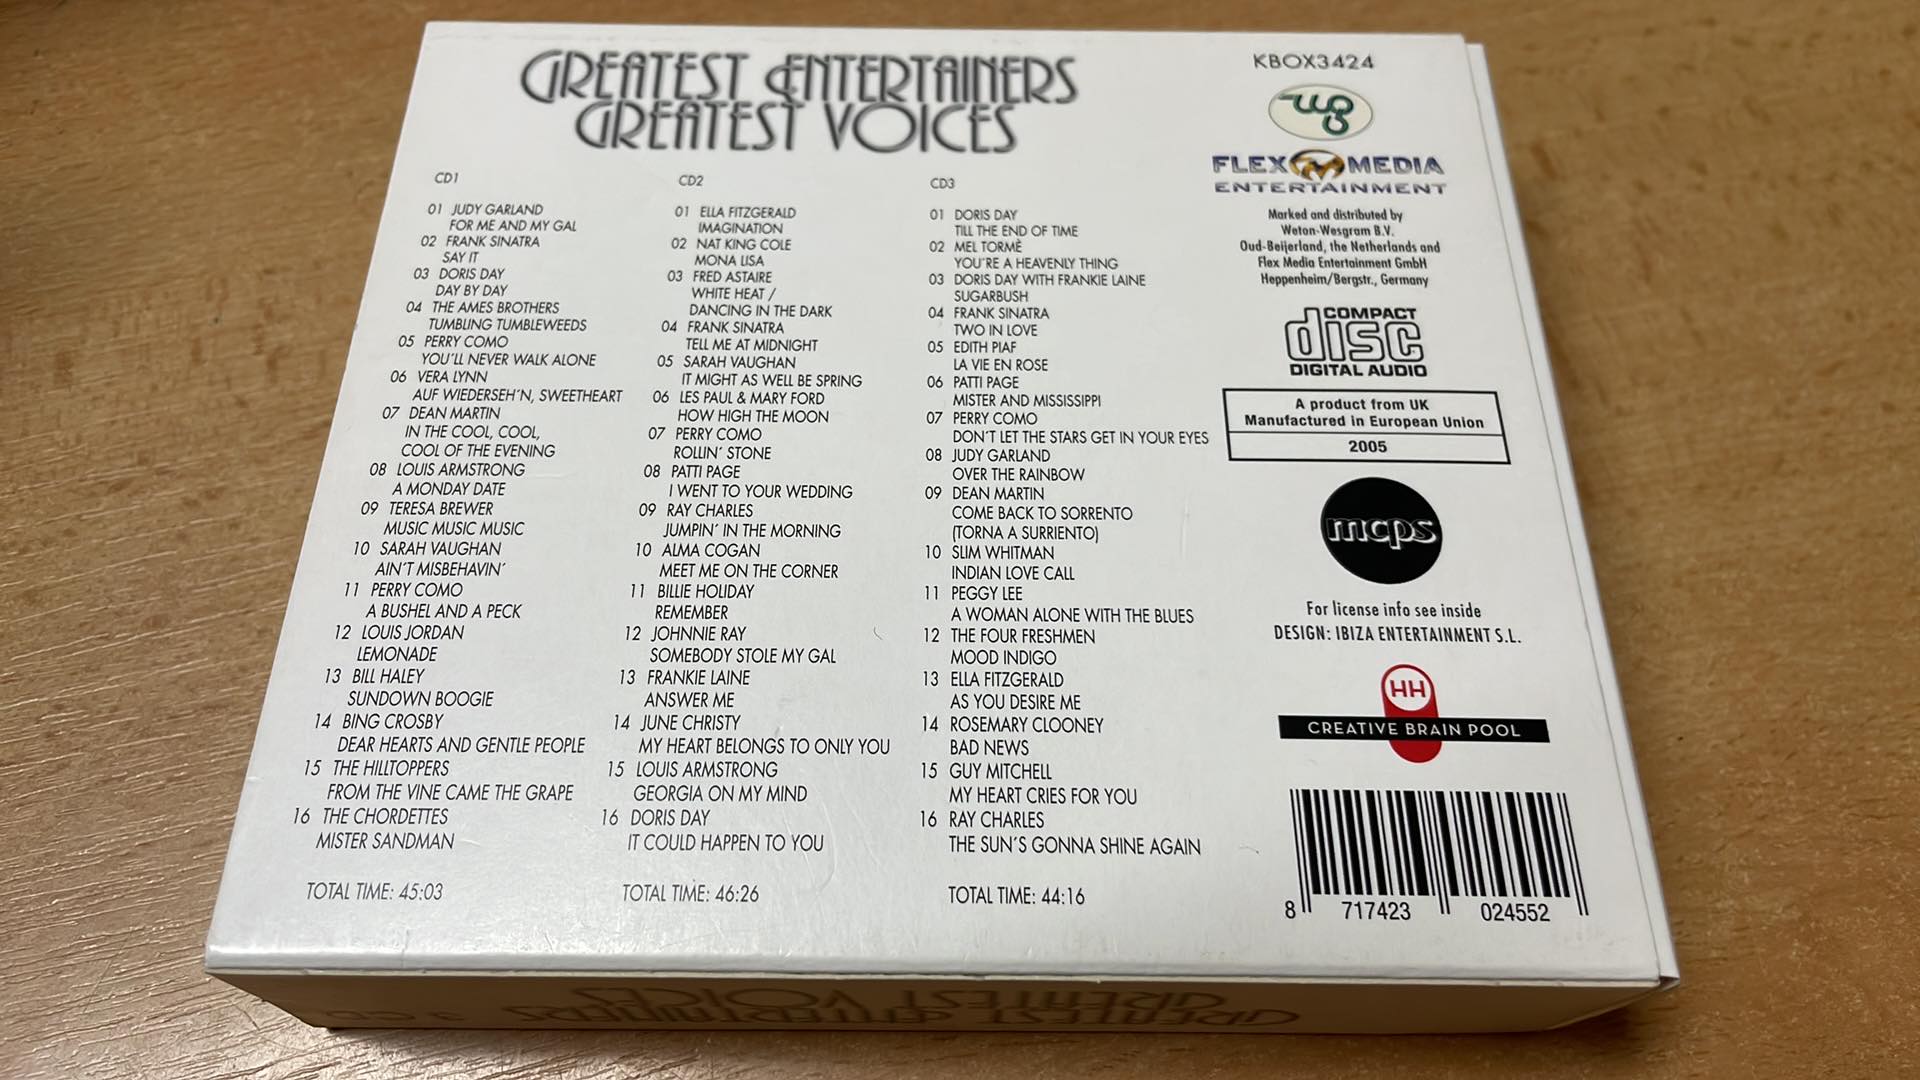 GREATEST ENTERTAINERS
GREATEST VOICES
CD1
01 JUDY GARLAND
FOR ME AND MY GAL
02 FRANK SINATRA
SAY IT
03 DORIS DAY
DAY BY DAY
04 THE AMES BROTHERS
TUMBLING TUMBLEWEEDS
05 PERRY COMO
YOU'LL NEVER WALK ALONE
06 VERA LYNN
AUF WIEDERSEH'N, SWEETHEART
07 DEAN MARTIN
IN THE COOL, COOL,
COOL OF THE EVENING
08 LOUIS ARMSTRONG
A MONDAY DATE
09 TERESA BREWER
MUSIC MUSIC MUSIC
10 SARAH VAUGHAN
AIN'T MISBEHAVIN'
11 PERRY COMO
A BUSHEL AND A PECK
12 LOUIS JORDAN
LEMONADE
13 BILL HALEY
SUNDOWN BOOGIE
14 BING CROSBY
DEAR HEARTS AND GENTLE PEOPLE
15 THE HILLTOPPERS
FROM THE VINE CAME THE GRAPE
16 THE CHORDETTES
MISTER SANDMAN
TOTAL TIME: 45:03
CD2
01 ELLA FITZGERALD
IMAGINATION
02 NAT KING COLE
MONA LISA
03 FRED ASTAIRE
WHITE HEAT /
DANCING IN THE DARK
04 FRANK SINATRA
TELL ME AT MIDNIGHT
05 SARAH VAUGHAN
IT MIGHT AS WELL BE SPRING
06 LES PAUL & MARY FORD
HOW HIGH THE MOON
07 PERRY COMO
ROLLIN' STONE
08 PATTI PAGE
I WENT TO YOUR WEDDING
09 RAY CHARLES
JUMPIN' IN THE MORNING
10 ALMA COGAN
MEET ME ON THE CORNER
11 BILLIE HOLIDAY
REMEMBER
12 JOHNNIE RAY
SOMEBODY STOLE MY GAL
13 FRANKIE LAINE
ANSWER ME
14 JUNE CHRISTY
MY HEART BELONGS TO ONLY YOU
15 LOUIS ARMSTRONG
GEORGIA ON MY MIND
16 DORIS DAY
IT COULD HAPPEN TO YOU
TOTAL TIME: 46:26
CD3
01 DORIS DAY
TILL THE END OF TIME
02 MEL TORMÈ
YOU'RE A HEAVENLY THING
03 DORIS DAY WITH FRANKIE LAINE
SUGARBUSH
04 FRANK SINATRA
TWO IN LOVE
05 EDITH PIAF
LA VIE EN ROSE
06 PATTI PAGE
MISTER AND MISSISSIPPI
07 PERRY COMO
DON'T LET THE STARS GET IN YOUR EYES
08 JUDY GARLAND
OVER THE RAINBOW
09 DEAN MARTIN
COME BACK TO SORRENTO
(TORNA A SURRIENTO)
10 SLIM WHITMAN
INDIAN LOVE CALL
11 PEGGY LEE
A WOMAN ALONE WITH THE BLUES
12 THE FOUR FRESHMEN
MOOD INDIGO
13 ELLA FITZGERALD
AS YOU DESIRE ME
14 ROSEMARY CLOONEY
BAD NEWS
15 GUY MITCHELL
MY HEART CRIES FOR YOU
16 RAY CHARLES
THE SUN'S GONNA SHINE AGAIN
TOTAL TIME: 44:16
KBOX3424
wg
FLEX MEDIA
ENTERTAINMENT
Marked and distributed by
Weton-Wesgram B.V.
Oud-Beijerland, the Netherlands and
Flex Media Entertainment GmbH
Heppenheim/Bergstr., Germany
COMPACT
disc
DIGITAL AUDIO
A product from UK
Manufactured in European Union
2005
mcps
For license info see inside
DESIGN: IBIZA ENTERTAINMENT S.L.
HH
CREATIVE BRAIN POOL
8 717423 024552
GREATEST ENTERTAINERS
GREATEST VOICES
3 CD